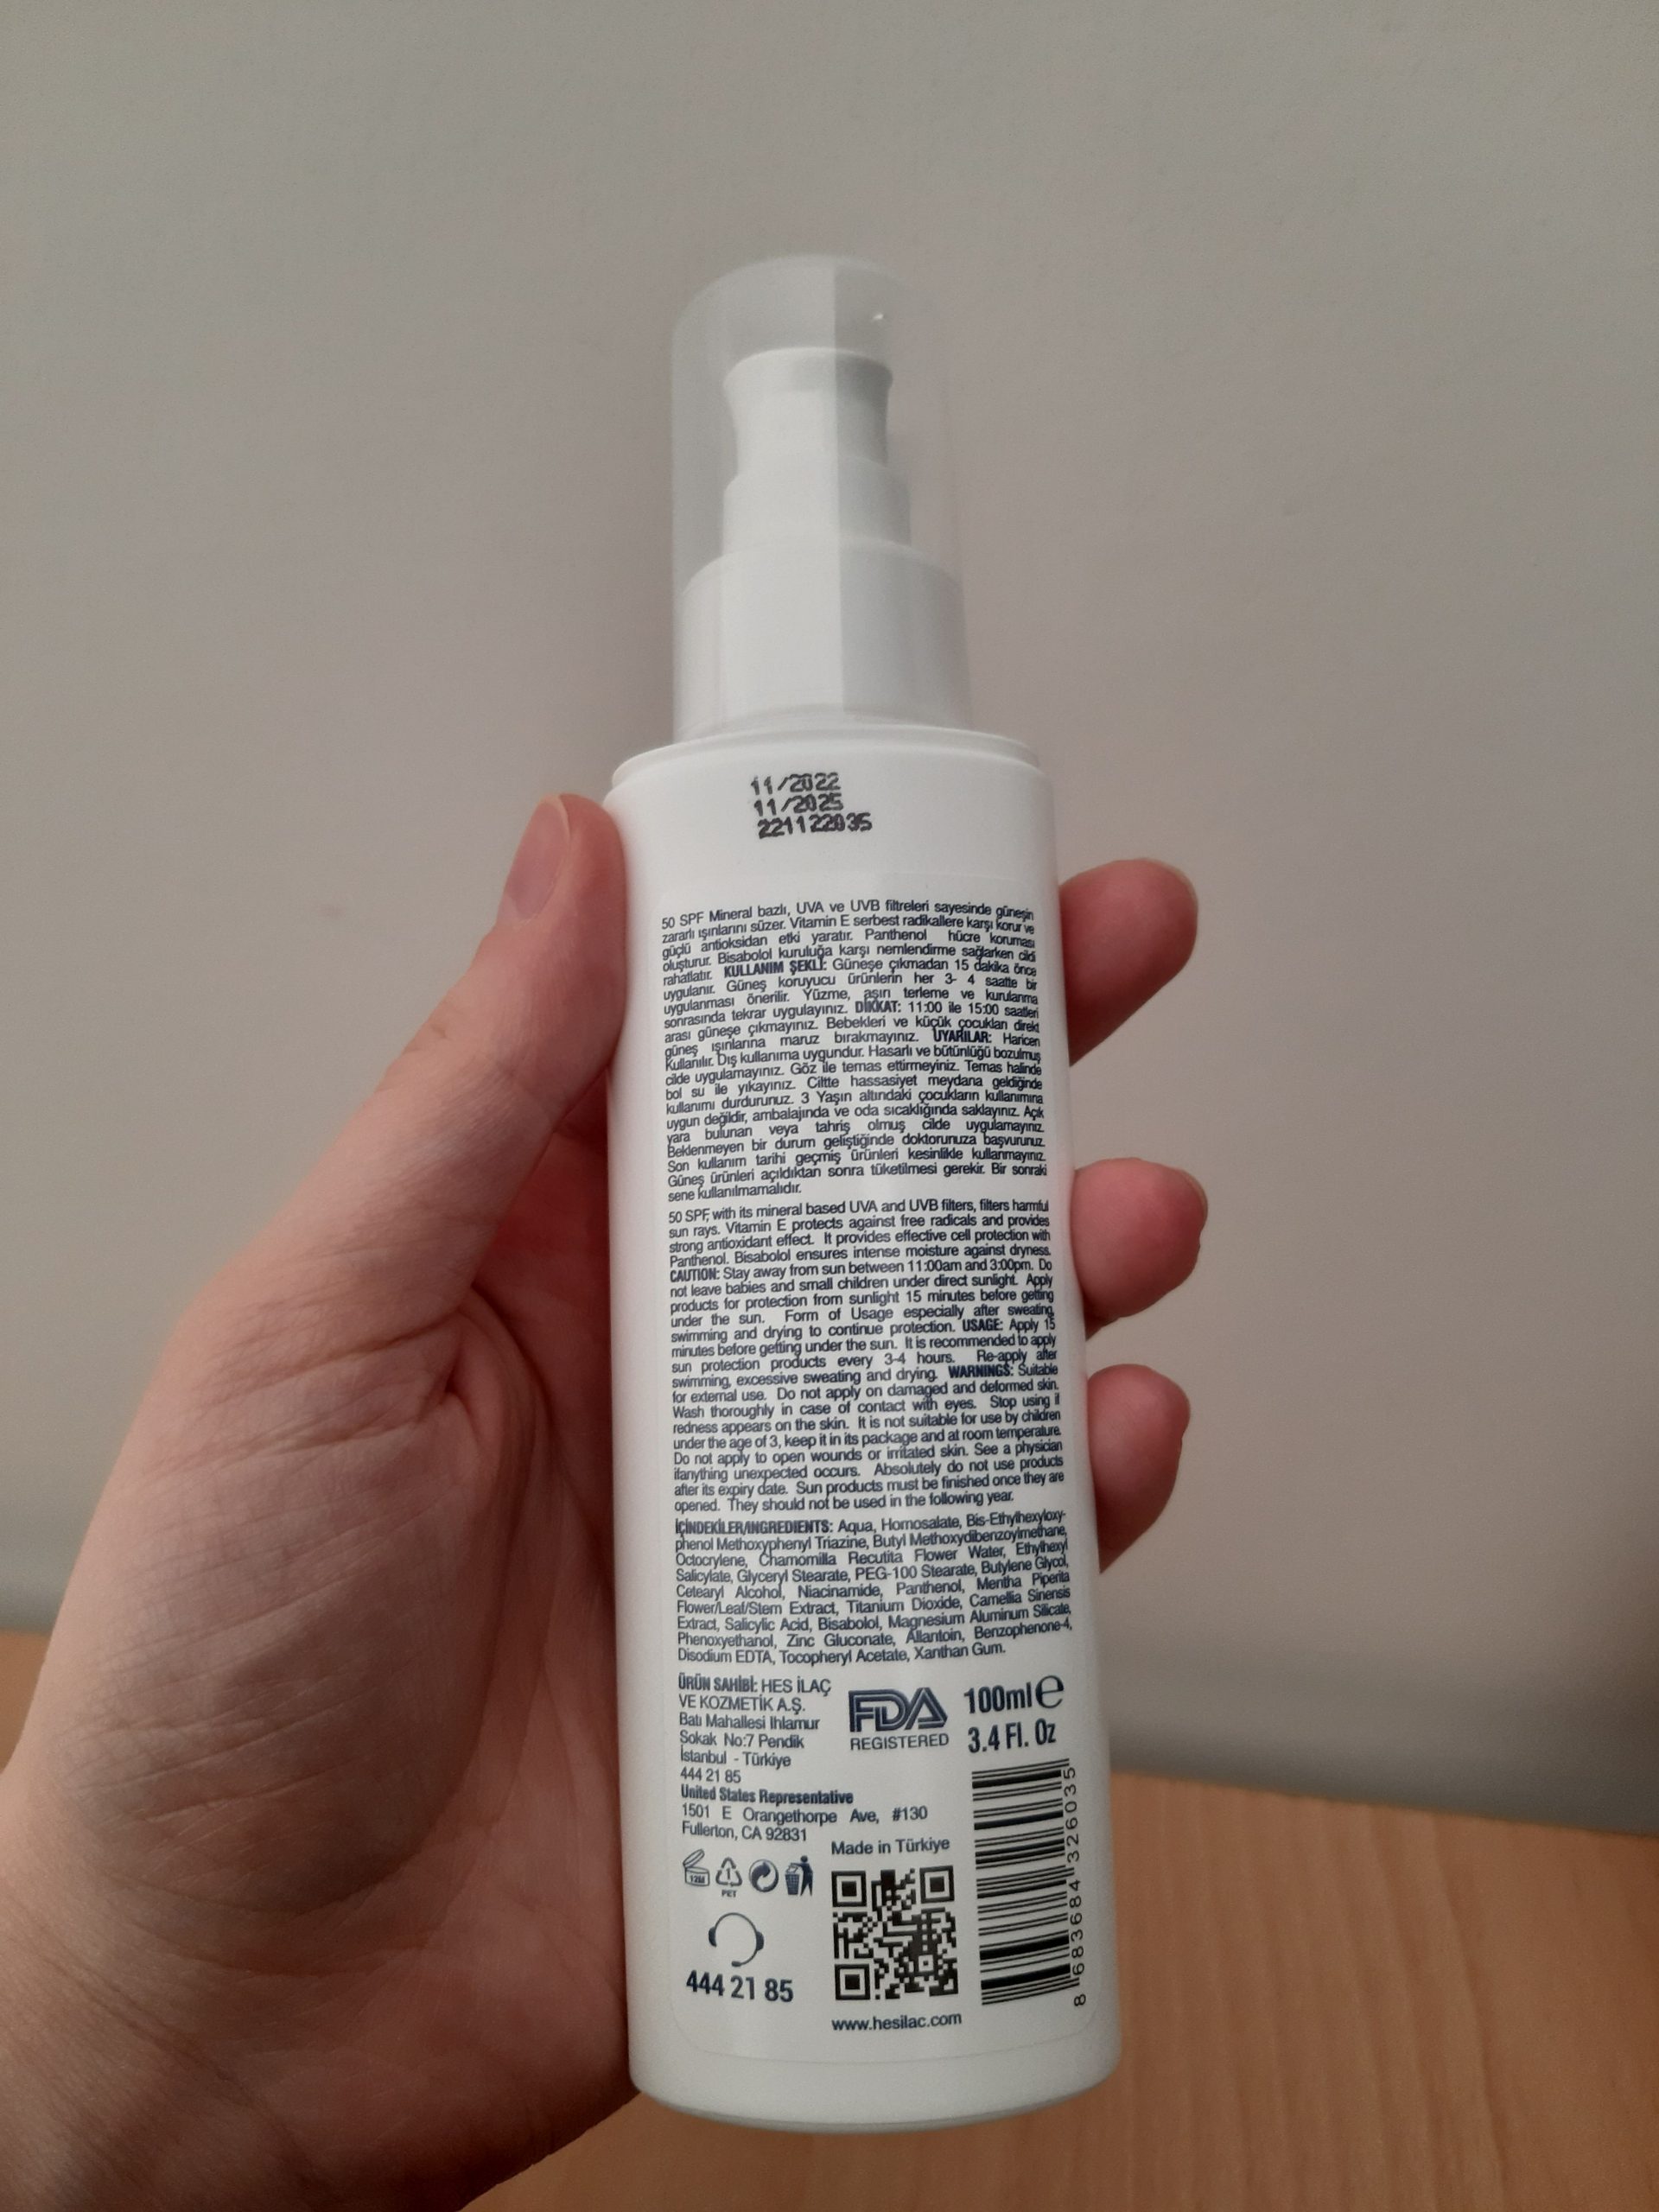 11/2022
11/2025
221122035
50 SPF Mineral bazlı, UVA ve UVB filtreleri sayesinde güneşin
zararlı ışınlarını süzer. Vitamin E serbest radikallere karşı korur ve
güçlü antioksidan etki yaratır. Panthenol hücre koruması
oluşturur. Bisabolol kuruluğa karşı nemlendirme sağlarken cildi
rahatlatır. KULLANIM ŞEKLİ: Güneşe çıkmadan 15 dakika önce
uygulanır. Güneş koruyucu ürünlerin her 3- 4 saatte bir
uygulanması önerilir. Yüzme, aşırı terleme ve kurulanma
sonrasında tekrar uygulayınız. DİKKAT: 11:00 ile 15:00 saatleri
arası güneşe çıkmayınız. Bebekleri ve küçük çocukları direkt
güneş ışınlarına maruz bırakmayınız. UYARILAR: Haricen
Kullanılır. Dış kullanıma uygundur. Hasarlı ve bütünlüğü bozulmuş
cilde uygulamayınız. Göz ile temas ettirmeyiniz. Temas halinde
bol su ile yıkayınız. Ciltte hassasiyet meydana geldiğinde
kullanımı durdurunuz. 3 Yaşın altındaki çocukların kullanımına
uygun değildir, ambalajında ve oda sıcaklığında saklayınız. Açık
yara bulunan veya tahriş olmuş cilde uygulamayınız.
Beklenmeyen bir durum geliştiğinde doktorunuza başvurunuz.
Son kullanım tarihi geçmiş ürünleri kesinlikle kullanmayınız.
Güneş ürünleri açıldıktan sonra tüketilmesi gerekir. Bir sonraki
sene kullanılmamalıdır.
50 SPF, with its mineral based UVA and UVB filters, filters harmful
sun rays. Vitamin E protects against free radicals and provides
strong antioxidant effect. It provides effective cell protection with
Panthenol. Bisabolol ensures intense moisture against dryness.
CAUTION: Stay away from sun between 11:00am and 3:00pm. Do
not leave babies and small children under direct sunlight. Apply
products for protection from sunlight 15 minutes before getting
under the sun. Form of Usage especially after sweating,
swimming and drying to continue protection. USAGE: Apply 15
minutes before getting under the sun. It is recommended to apply
sun protection products every 3-4 hours. Re-apply after
swimming, excessive sweating and drying. WARNINGS: Suitable
for external use. Do not apply on damaged and deformed skin.
Wash thoroughly in case of contact with eyes. Stop using if
redness appears on the skin. It is not suitable for use by children
under the age of 3, keep it in its package and at room temperature.
Do not apply to open wounds or irritated skin. See a physician
ifanything unexpected occurs. Absolutely do not use products
after its expiry date. Sun products must be finished once they are
opened. They should not be used in the following year.
İÇİNDEKİLER/INGREDIENTS: Aqua, Homosalate, Bis-Ethylhexyloxy-
phenol Methoxyphenyl Triazine, Butyl Methoxydibenzoylmethane,
Octocrylene, Chamomilla Recutita Flower Water, Ethylhexyl
Salicylate, Glyceryl Stearate, PEG-100 Stearate, Butylene Glycol,
Cetearyl Alcohol, Niacinamide, Panthenol, Mentha Piperita
Flower/Leaf/Stem Extract, Titanium Dioxide, Camellia Sinensis
Extract, Salicylic Acid, Bisabolol, Magnesium Aluminum Silicate,
Phenoxyethanol, Zinc Gluconate, Allantoin, Benzophenone-4,
Disodium EDTA, Tocopheryl Acetate, Xanthan Gum.
ÜRÜN SAHİBİ: HES İLAÇ
VE KOZMETİK A.Ş.
Batı Mahallesi Ihlamur
Sokak No:7 Pendik
İstanbul - Türkiye
444 21 85
United States Representative
1501 E Orangethorpe Ave, #130
Fullerton, CA 92831
FDA
REGISTERED
100ml e
3.4 Fl. Oz
Made in Türkiye
12M
1
PET
444 21 85
www.hesilac.com
8 683684 326035